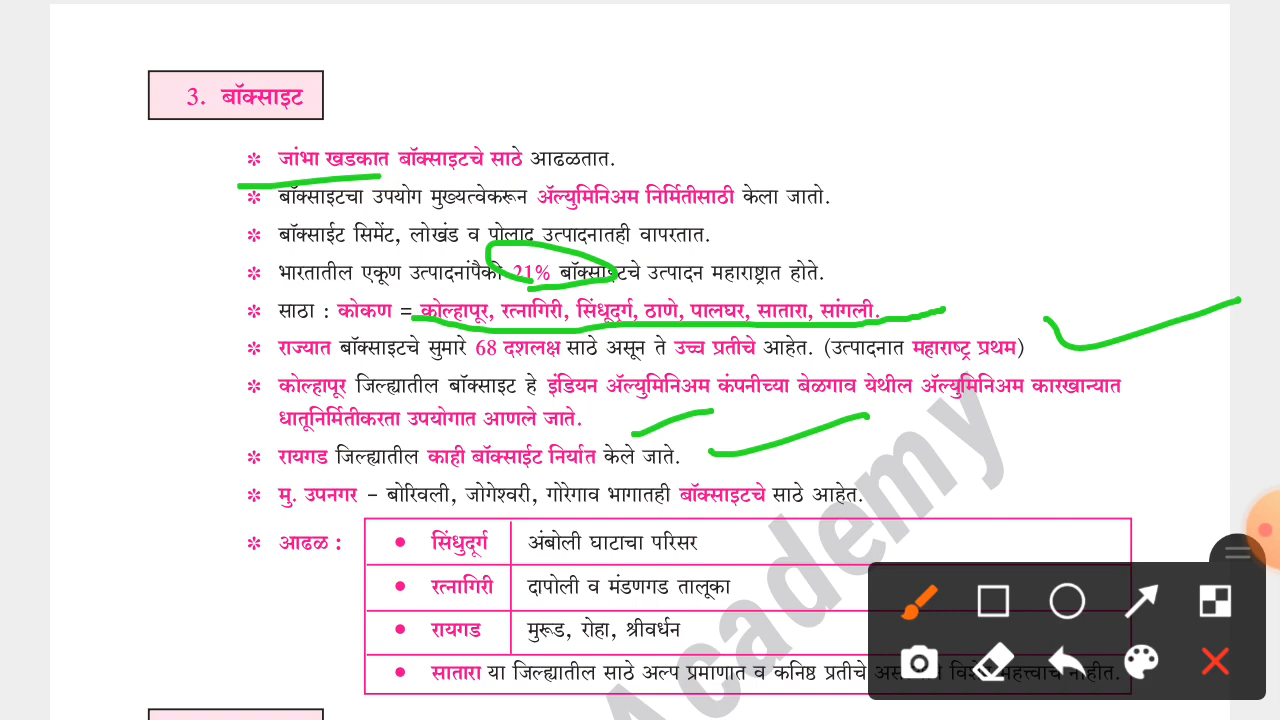 3. बॉक्साइट
❊ जांभा खडकात बॉक्साइटचे साठे आढळतात.
❊ बॉक्साइटचा उपयोग मुख्यत्वेकरून ॲल्युमिनिअम निर्मितीसाठी केला जातो.
❊ बॉक्साईट सिमेंट, लोखंड व पोलाद उत्पादनातही वापरतात.
❊ भारतातील एकूण उत्पादनांपैकी 21% बॉक्साइटचे उत्पादन महाराष्ट्रात होते.
❊ साठा : कोकण = कोल्हापूर, रत्नागिरी, सिंधूदुर्ग, ठाणे, पालघर, सातारा, सांगली.
❊ राज्यात बॉक्साइटचे सुमारे 68 दशलक्ष साठे असून ते उच्च प्रतीचे आहेत. (उत्पादनात महाराष्ट्र प्रथम)
❊ कोल्हापूर जिल्ह्यातील बॉक्साइट हे इंडियन ॲल्युमिनिअम कंपनीच्या बेळगाव येथील ॲल्युमिनिअम कारखान्यात
धातूनिर्मितीकरता उपयोगात आणले जाते.
❊ रायगड जिल्ह्यातील काही बॉक्साईट निर्यात केले जाते.
❊ मु. उपनगर – बोरिवली, जोगेश्वरी, गोरेगाव भागातही बॉक्साइटचे साठे आहेत.
❊ आढळ : ● सिंधुदूर्ग अंबोली घाटाचा परिसर
● रत्नागिरी दापोली व मंडणगड तालूका
● रायगड मुरूड, रोहा, श्रीवर्धन
● सातारा या जिल्ह्यातील साठे अल्प प्रमाणात व कनिष्ठ प्रतीचे महत्त्वाचे नाहीत.
Academy